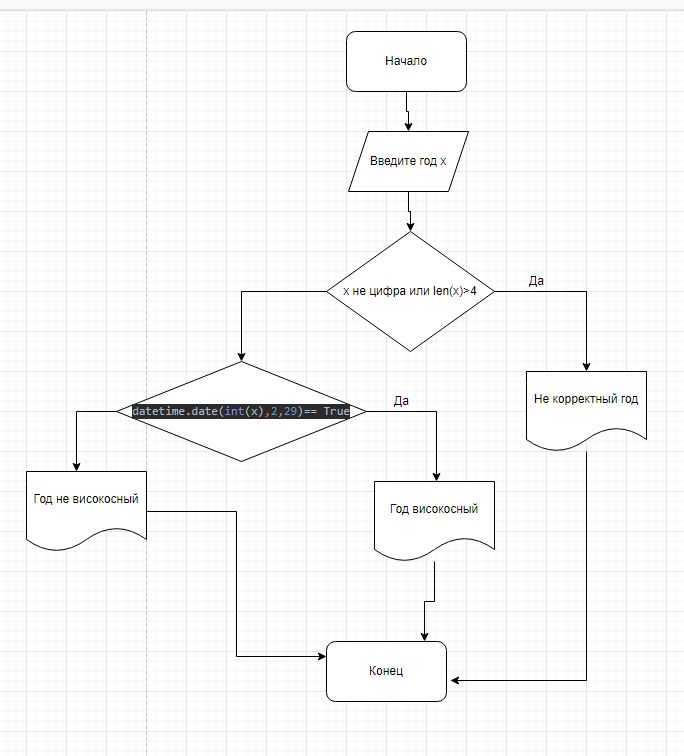 Начало
Введите год x
x не цифра или len(x)>4
Да
Не корректный год
datetime.date(int(x),2,29)== True
Да
Год не високосный
Год високосный
Конец